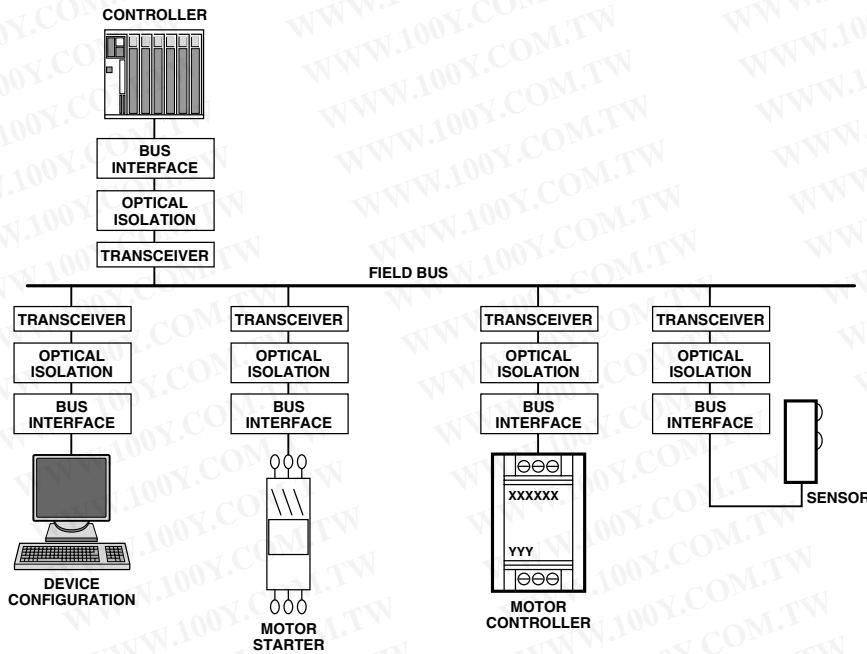 CONTROLLER
BUS
INTERFACE
OPTICAL
ISOLATION
TRANSCEIVER
FIELD BUS
TRANSCEIVER
OPTICAL
ISOLATION
BUS
INTERFACE
DEVICE
CONFIGURATION
TRANSCEIVER
OPTICAL
ISOLATION
BUS
INTERFACE
MOTOR
STARTER
TRANSCEIVER
OPTICAL
ISOLATION
BUS
INTERFACE
XXXXXX
YYY
MOTOR
CONTROLLER
TRANSCEIVER
OPTICAL
ISOLATION
BUS
INTERFACE
SENSOR
WWW.100Y.COM.TW